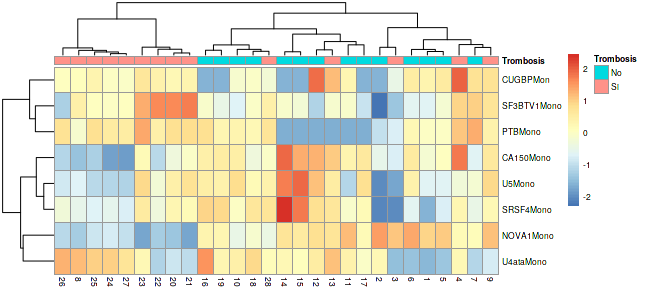 Trombosis
CUGBPMon
SF3BTV1Mono
PTBMono
CA150Mono
U5Mono
SRSF4Mono
NOVA1Mono
U4ataMono
26 8 25 24 27 23 22 20 21 16 19 10 18 28 14 15 12 13 11 17 2 3 6 1 5 4 7 9
2
1
0
-1
-2
Trombosis
No
SI